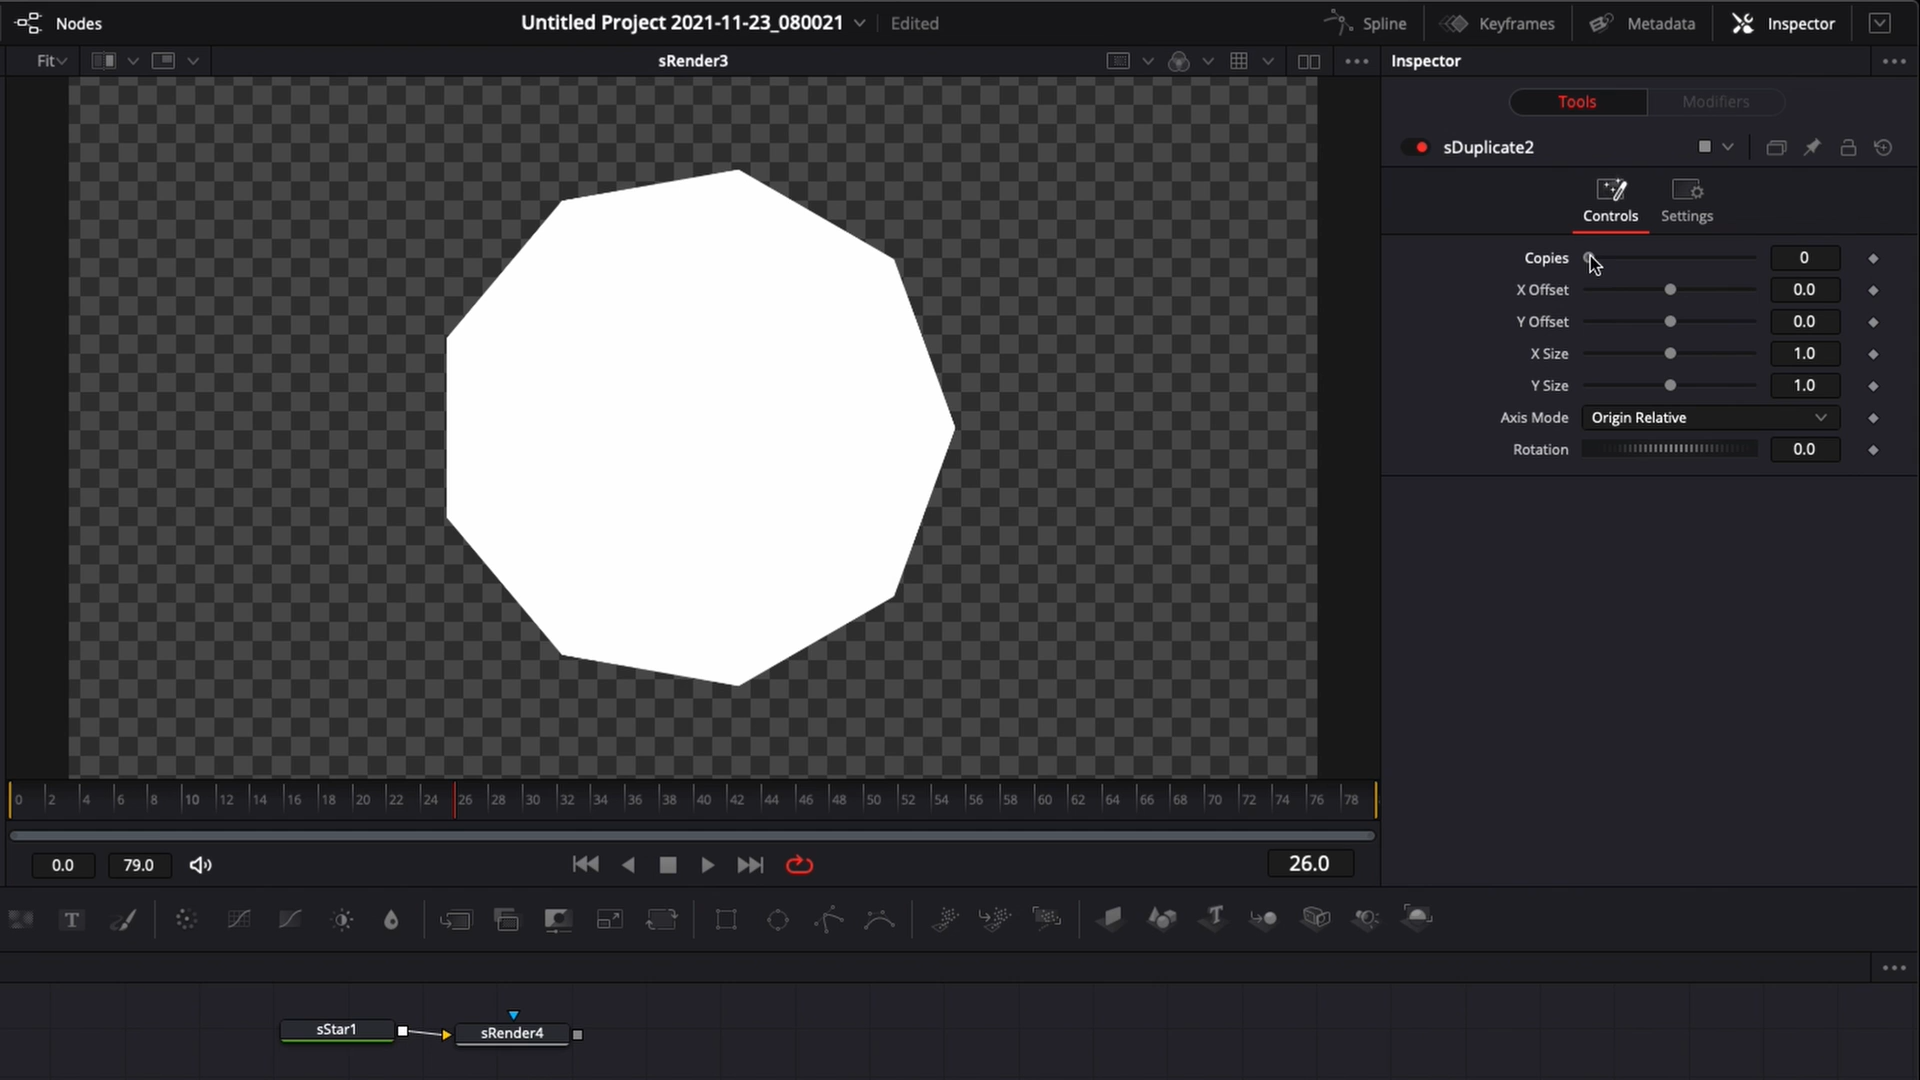 Nodes
Untitled Project 2021-11-23_080021
Edited
Spline
Keyframes
Metadata
Inspector
Fit
sRender3
Inspector
Tools
Modifiers
sDuplicate2
Controls
Settings
Copies 0
X Offset 0.0
Y Offset 0.0
X Size 1.0
Y Size 1.0
Axis Mode Origin Relative
Rotation 0.0
0 2 4 6 8 10 12 14 16 18 20 22 24 26 28 30 32 34 36 38 40 42 44 46 48 50 52 54 56 58 60 62 64 66 68 70 72 74 76 78
0.0
79.0
26.0
T
sStar1
sRender4